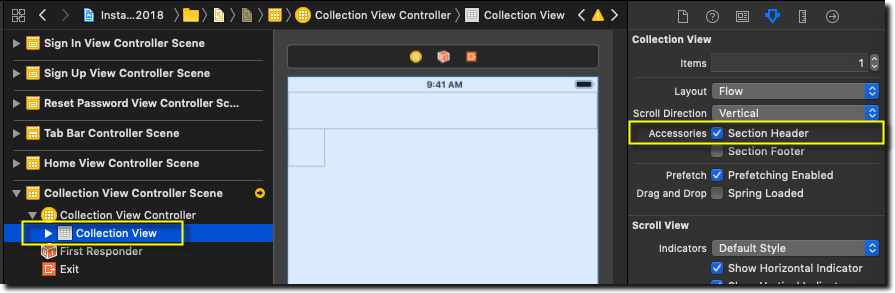 Insta...2018
Collection View Controller
Collection View
Sign In View Controller Scene
Sign Up View Controller Scene
Reset Password View Controller Sc...
Tab Bar Controller Scene
Home View Controller Scene
Collection View Controller Scene
Collection View Controller
Collection View
First Responder
Exit
9:41 AM
Collection View
Items 1
Layout Flow
Scroll Direction Vertical
Accessories Section Header
Section Footer
Prefetch Prefetching Enabled
Drag and Drop Spring Loaded
Scroll View
Indicators Default Style
Show Horizontal Indicator